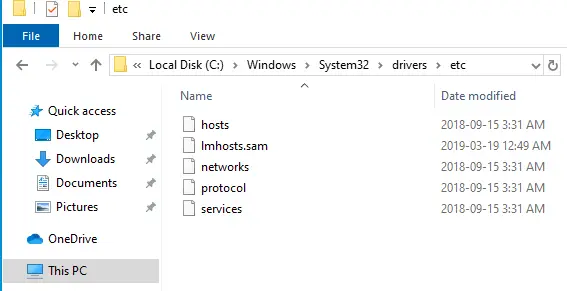 etc
File Home Share View
« Local Disk (C:) > Windows > System32 > drivers > etc
Name Date modified
Quick access
Desktop
Downloads
Documents
Pictures
OneDrive
This PC
hosts 2018-09-15 3:31 AM
lmhosts.sam 2019-03-19 12:49 AM
networks 2018-09-15 3:31 AM
protocol 2018-09-15 3:31 AM
services 2018-09-15 3:31 AM